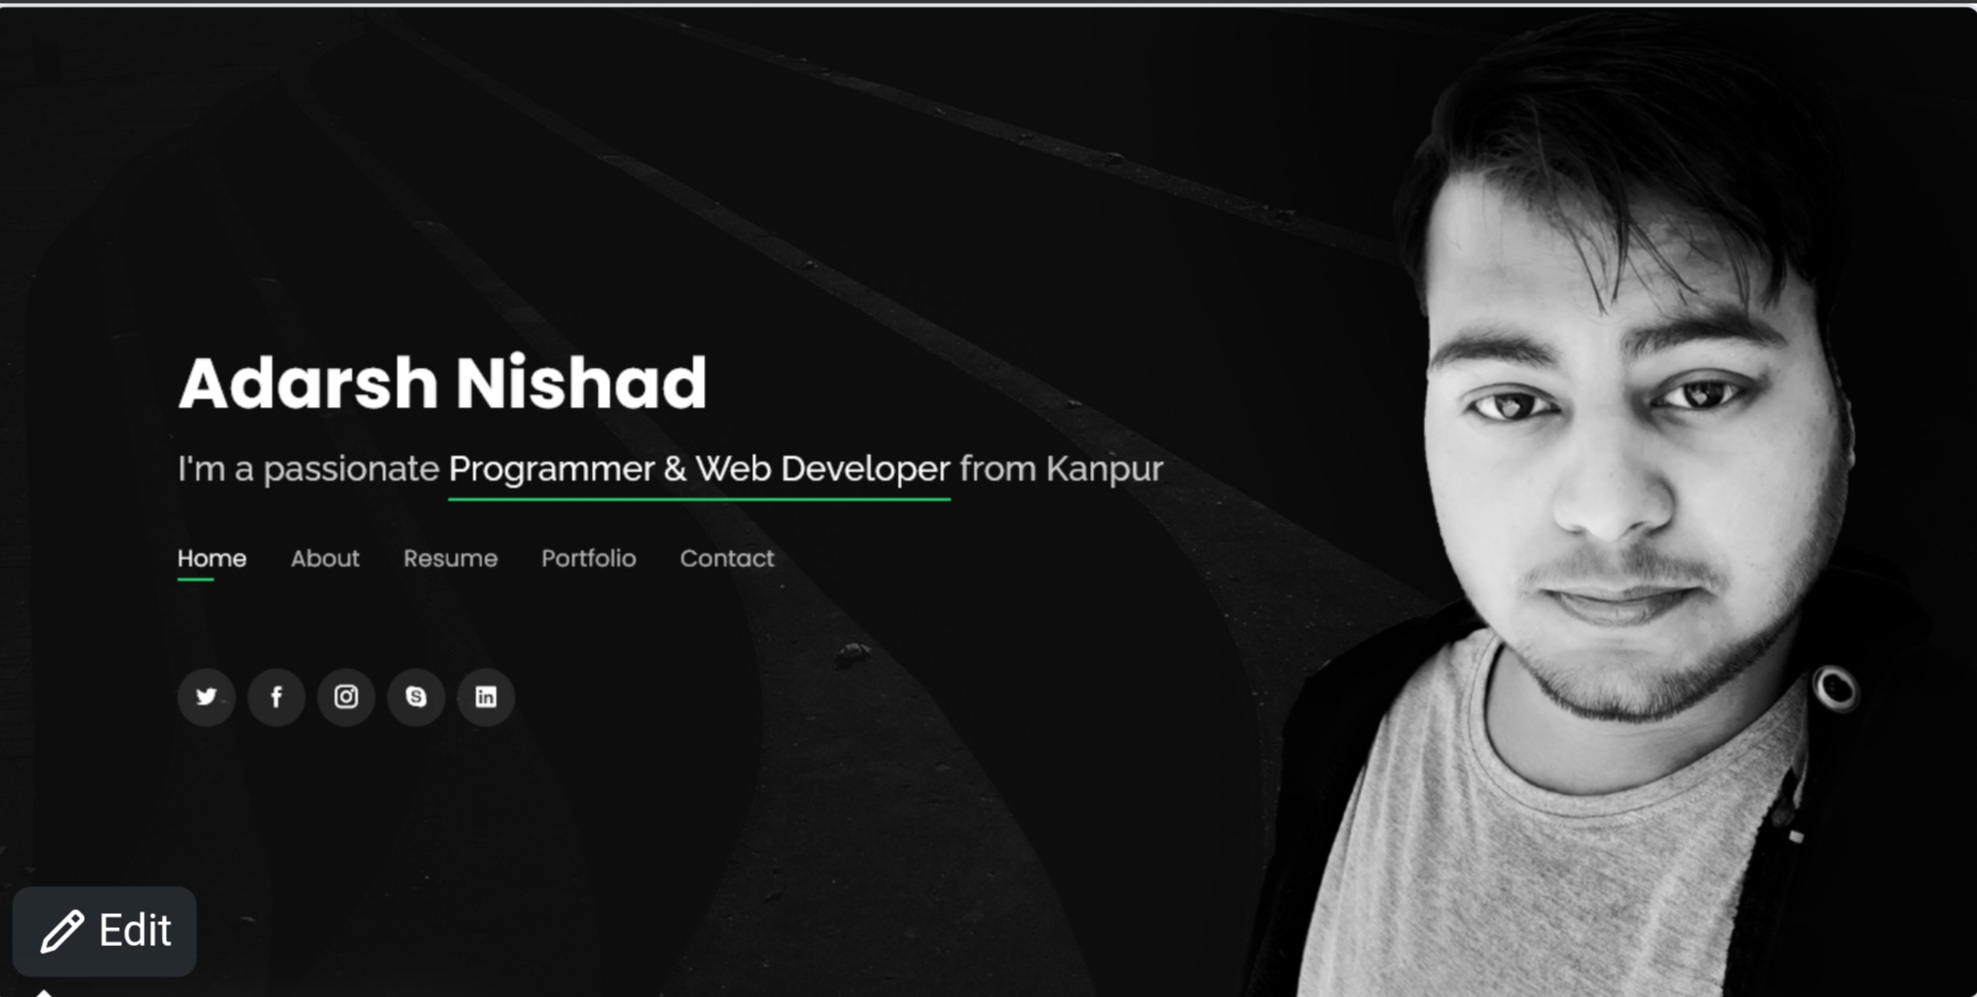 Adarsh Nishad
I'm a passionate Programmer & Web Developer from Kanpur
Home About Resume Portfolio Contact
Edit